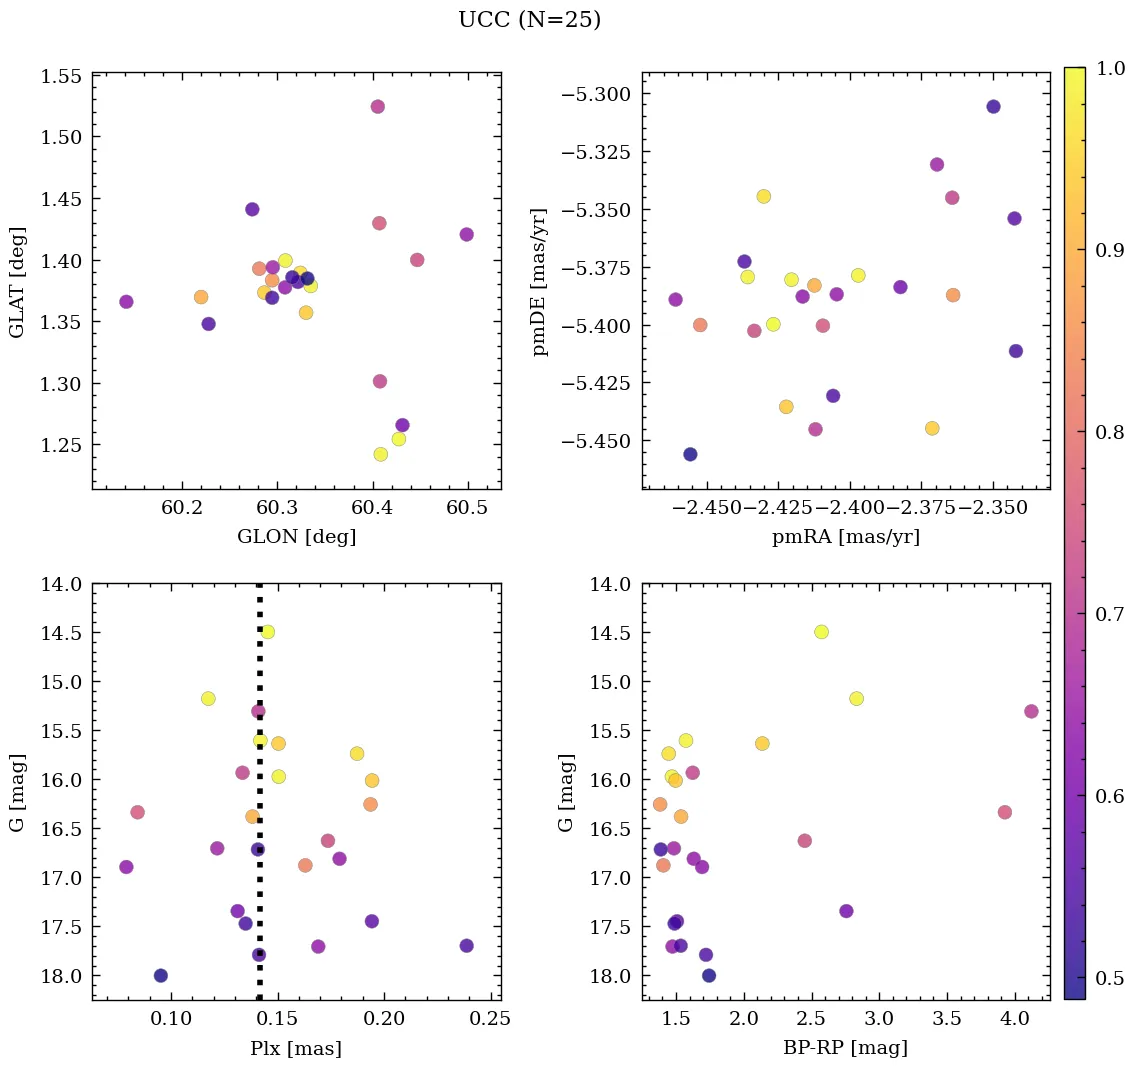 UCC (N=25)
1.55
1.50
1.45
1.40
1.35
1.30
1.25
GLAT [deg]
60.2 60.3 60.4 60.5
GLON [deg]
−5.300
−5.325
−5.350
−5.375
−5.400
−5.425
−5.450
pmDE [mas/yr]
−2.450 −2.425 −2.400 −2.375 −2.350
pmRA [mas/yr]
14.0
14.5
15.0
15.5
16.0
16.5
17.0
17.5
18.0
G [mag]
0.10 0.15 0.20 0.25
Plx [mas]
14.0
14.5
15.0
15.5
16.0
16.5
17.0
17.5
18.0
G [mag]
1.5 2.0 2.5 3.0 3.5 4.0
BP-RP [mag]
1.0
0.9
0.8
0.7
0.6
0.5